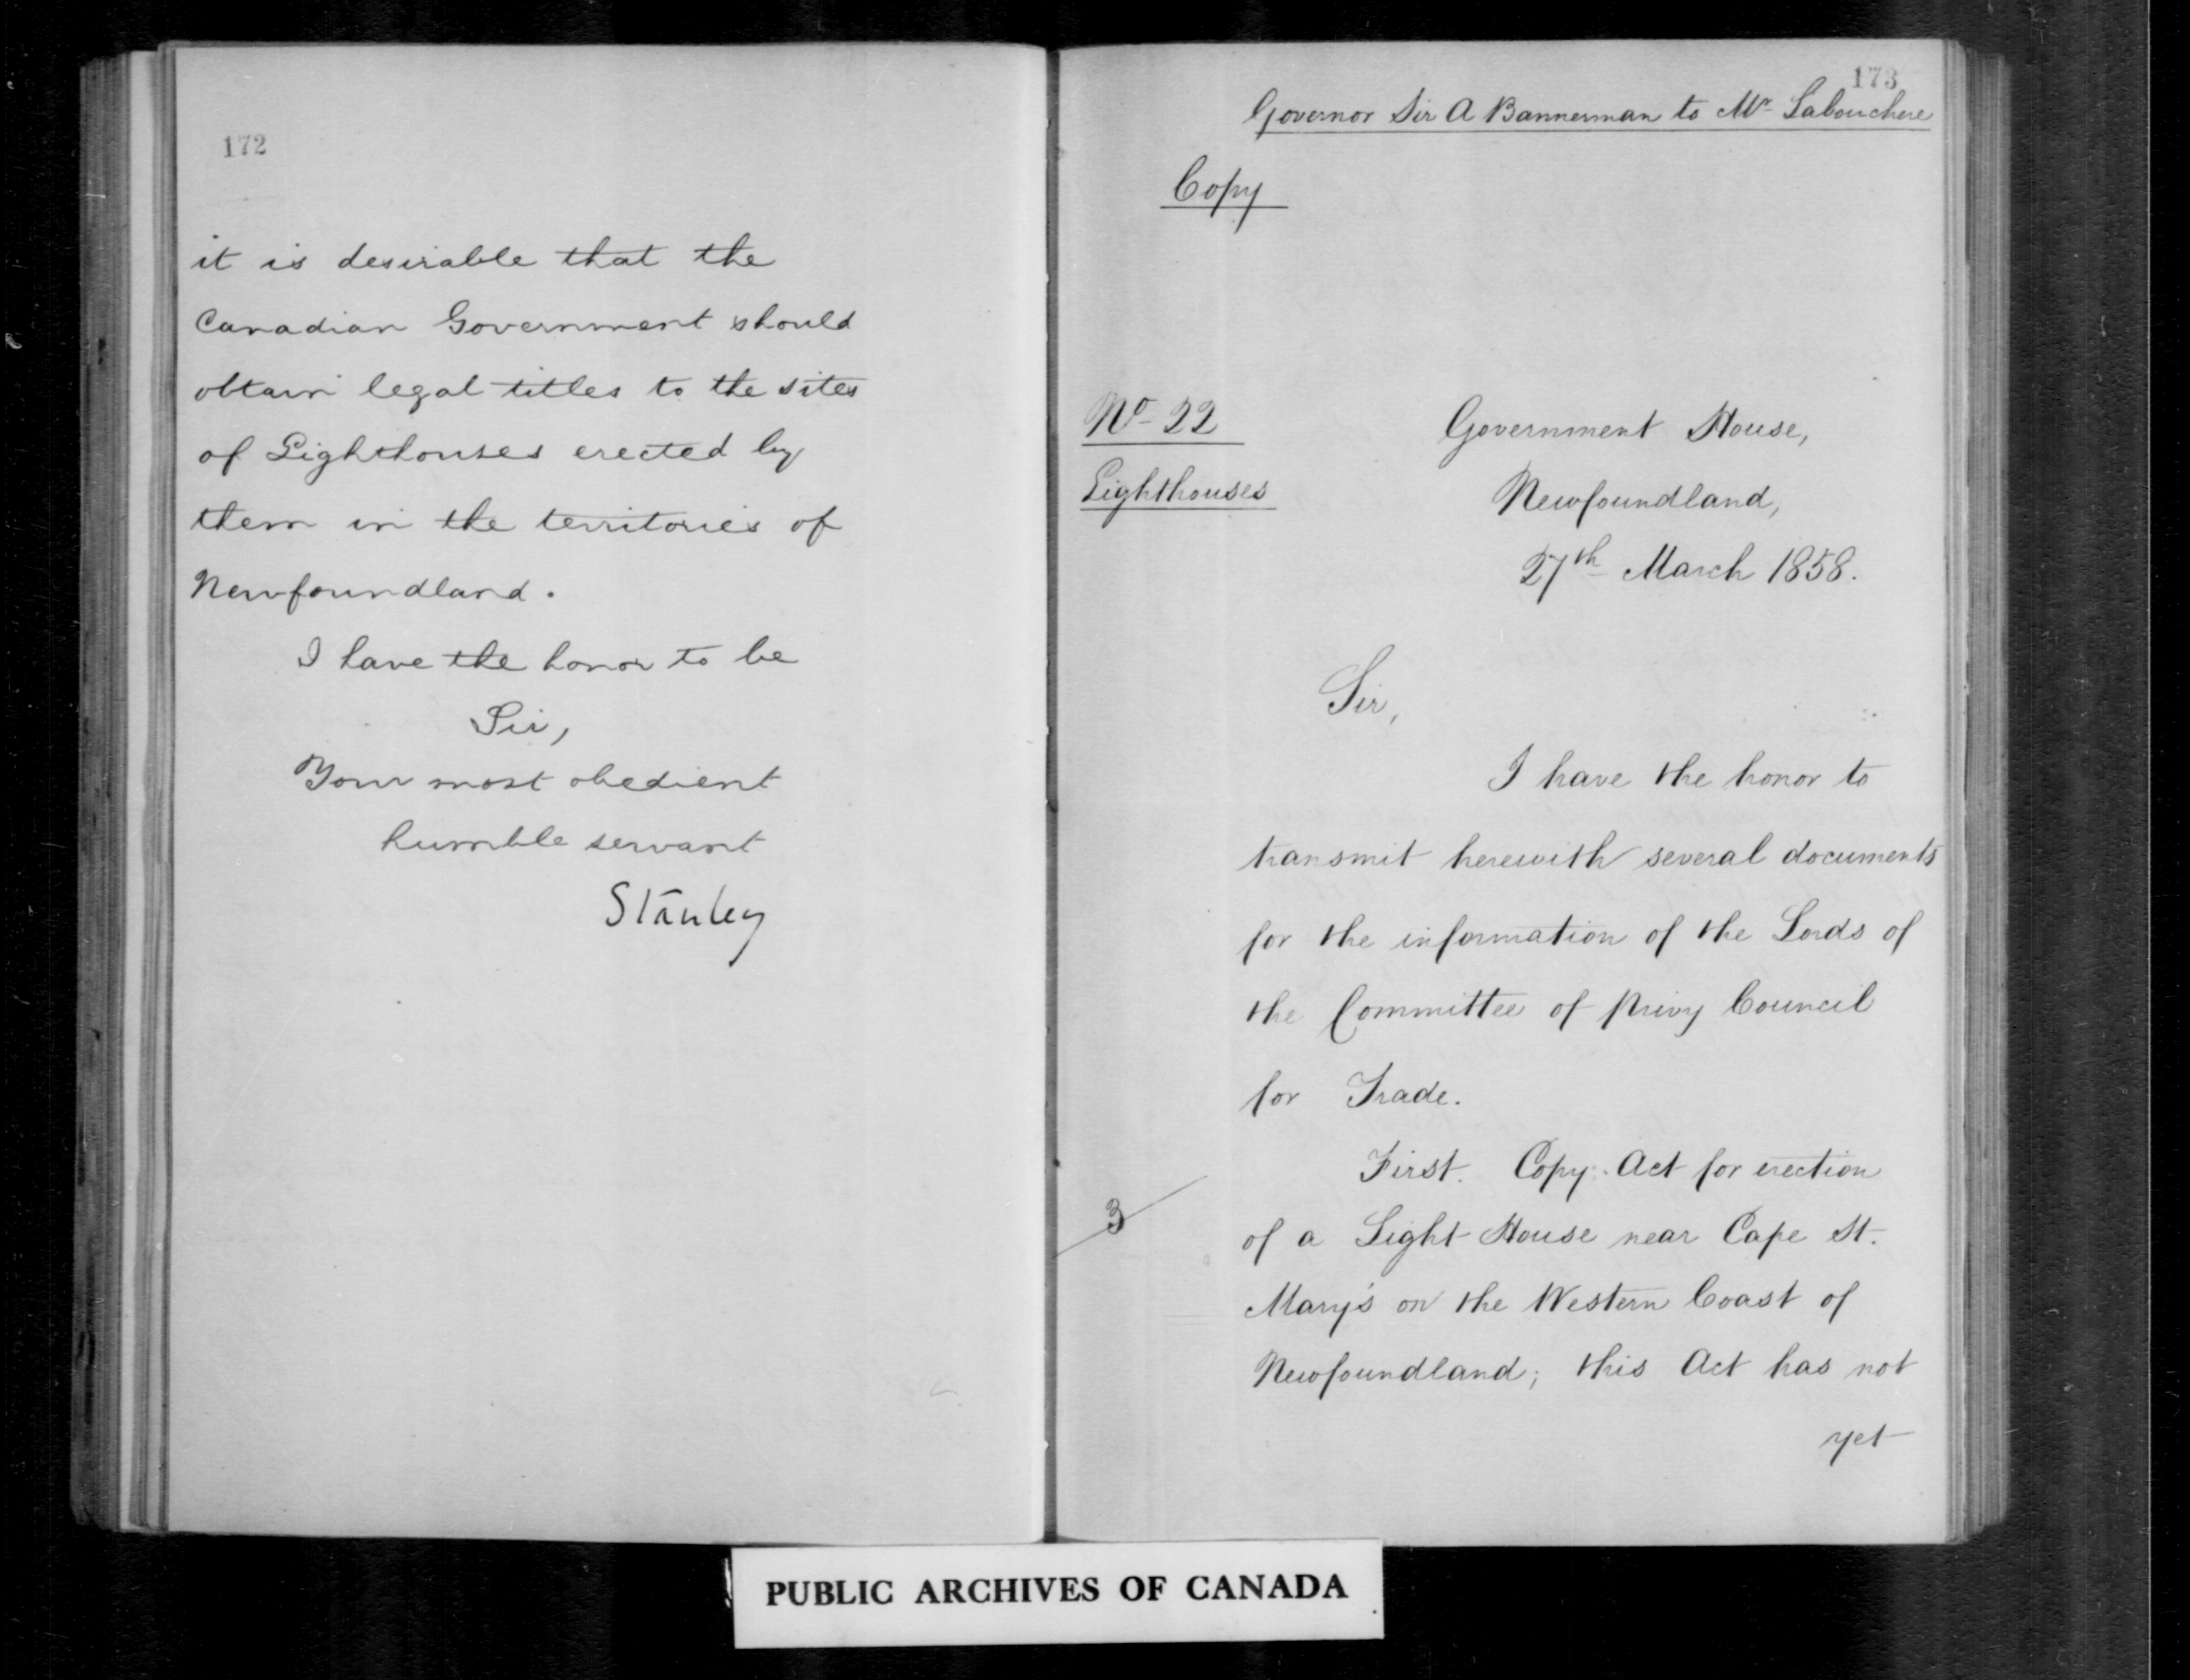 172
it is desirable that the
Canadian Government should
obtain legal titles to the sites
of Lighthouses erected by
them in the territories of
Newfoundland.
I have the honor to be
Sir,
Your most obedient
humble servant
Stanley
173
Governor Sir A Bannerman to Mr Labouchere
Copy
No 22
Lighthouses
Government House,
Newfoundland,
27th March 1858.
Sir,
I have the honor to
transmit herewith several documents
for the information of the Lords of
the Committee of Privy Council
for Trade.
3
First. Copy. Act for erection
of a Light House near Cape St.
Mary's on the Western Coast of
Newfoundland; this Act has not
yet
PUBLIC ARCHIVES OF CANADA